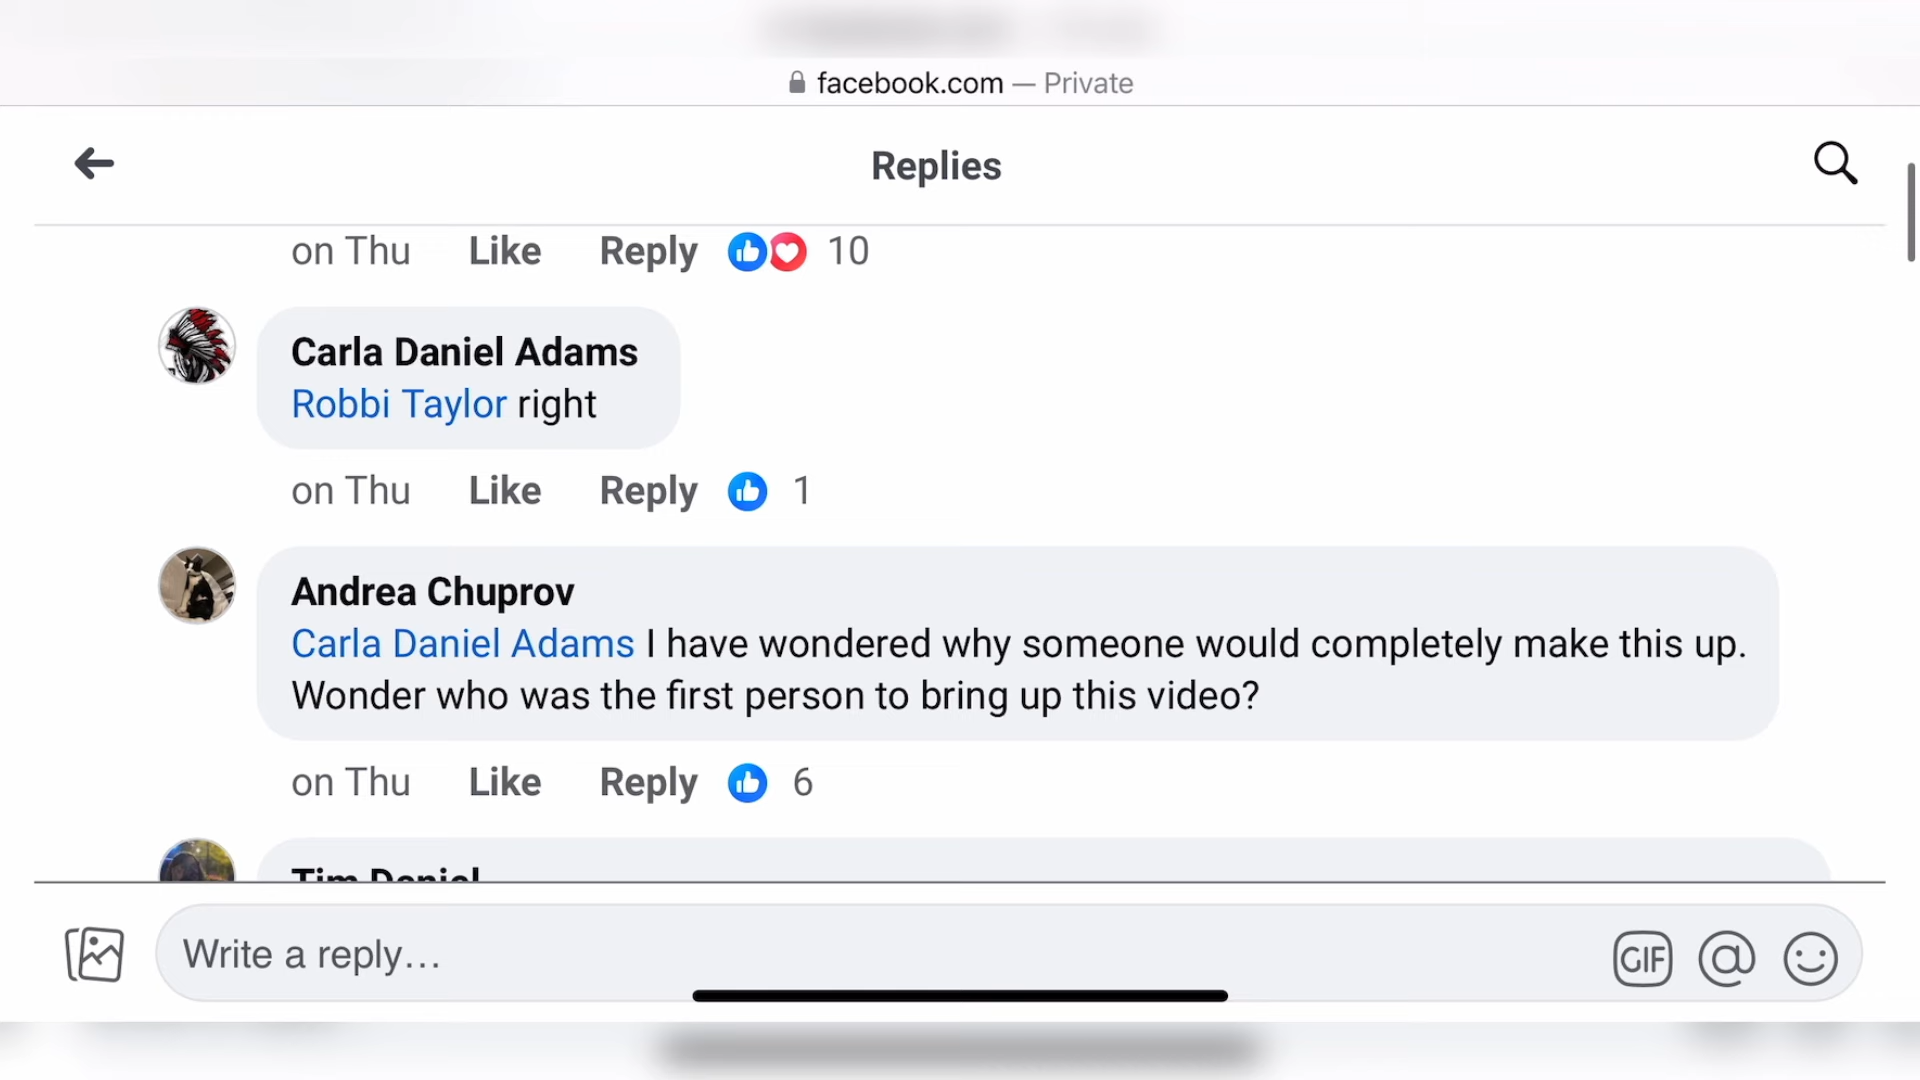 facebook.com — Private
Replies
on Thu Like Reply 10
Carla Daniel Adams
Robbi Taylor right
on Thu Like Reply 1
Andrea Chuprov
Carla Daniel Adams I have wondered why someone would completely make this up.
Wonder who was the first person to bring up this video?
on Thu Like Reply 6
Tim Daniel
Write a reply...
GIF @